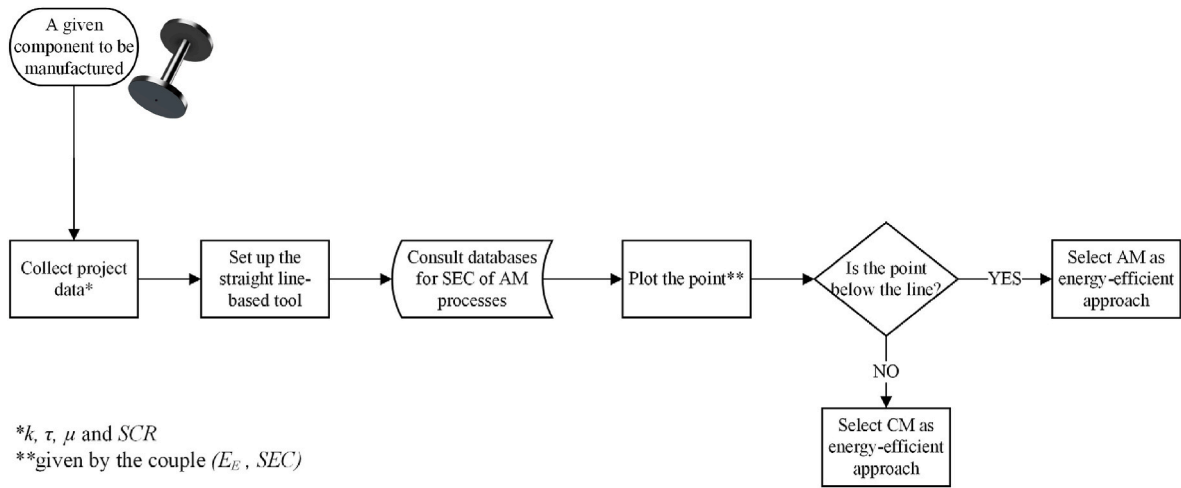 A given
component to be
manufactured
Collect project
data*
Set up the
straight line-
based tool
Consult databases
for SEC of AM
processes
Plot the point**
Is the point
below the line?
YES
Select AM as
energy-efficient
approach
NO
Select CM as
energy-efficient
approach
*k, τ, μ and SCR
**given by the couple (E_E , SEC)